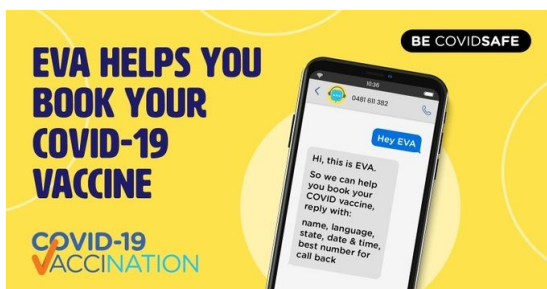 EVA HELPS YOU
BOOK YOUR
COVID-19
VACCINE
COVID-19
VACCINATION
BE COVIDSAFE
10:38
0481 611 382
Hey EVA
Hi, this is EVA.
So we can help
you book your
COVID vaccine,
reply with:
name, language,
state, date & time,
best number for
call back